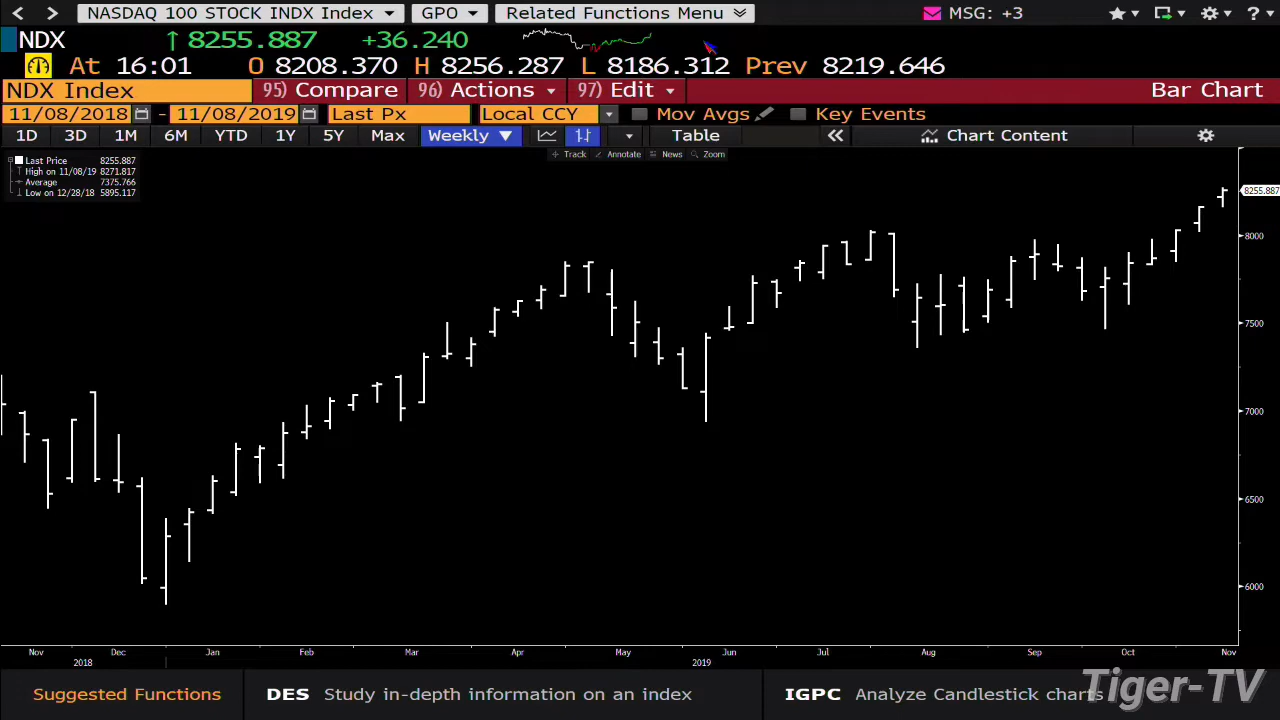 NASDAQ 100 STOCK INDX Index GPO Related Functions Menu MSG: +3 ?
NDX ↑ 8255.887 +36.240
At 16:01 O 8208.370 H 8256.287 L 8186.312 Prev 8219.646
NDX Index 95) Compare 96) Actions 97) Edit Bar Chart
11/08/2018 - 11/08/2019 Last Px Local CCY Mov Avgs Key Events
1D 3D 1M 6M YTD 1Y 5Y Max Weekly ▼ Table « Chart Content
Track Annotate News Zoom
Last Price 8255.887
High on 11/08/19 8271.817
Average 7375.766
Low on 12/28/18 5895.117
8255.887
8000
7500
7000
6500
6000
Nov Dec Jan Feb Mar Apr May Jun Jul Aug Sep Oct Nov
2018 2019
Suggested Functions DES Study in-depth information on an index IGPC Analyze Candlestick charts
Tiger-TV